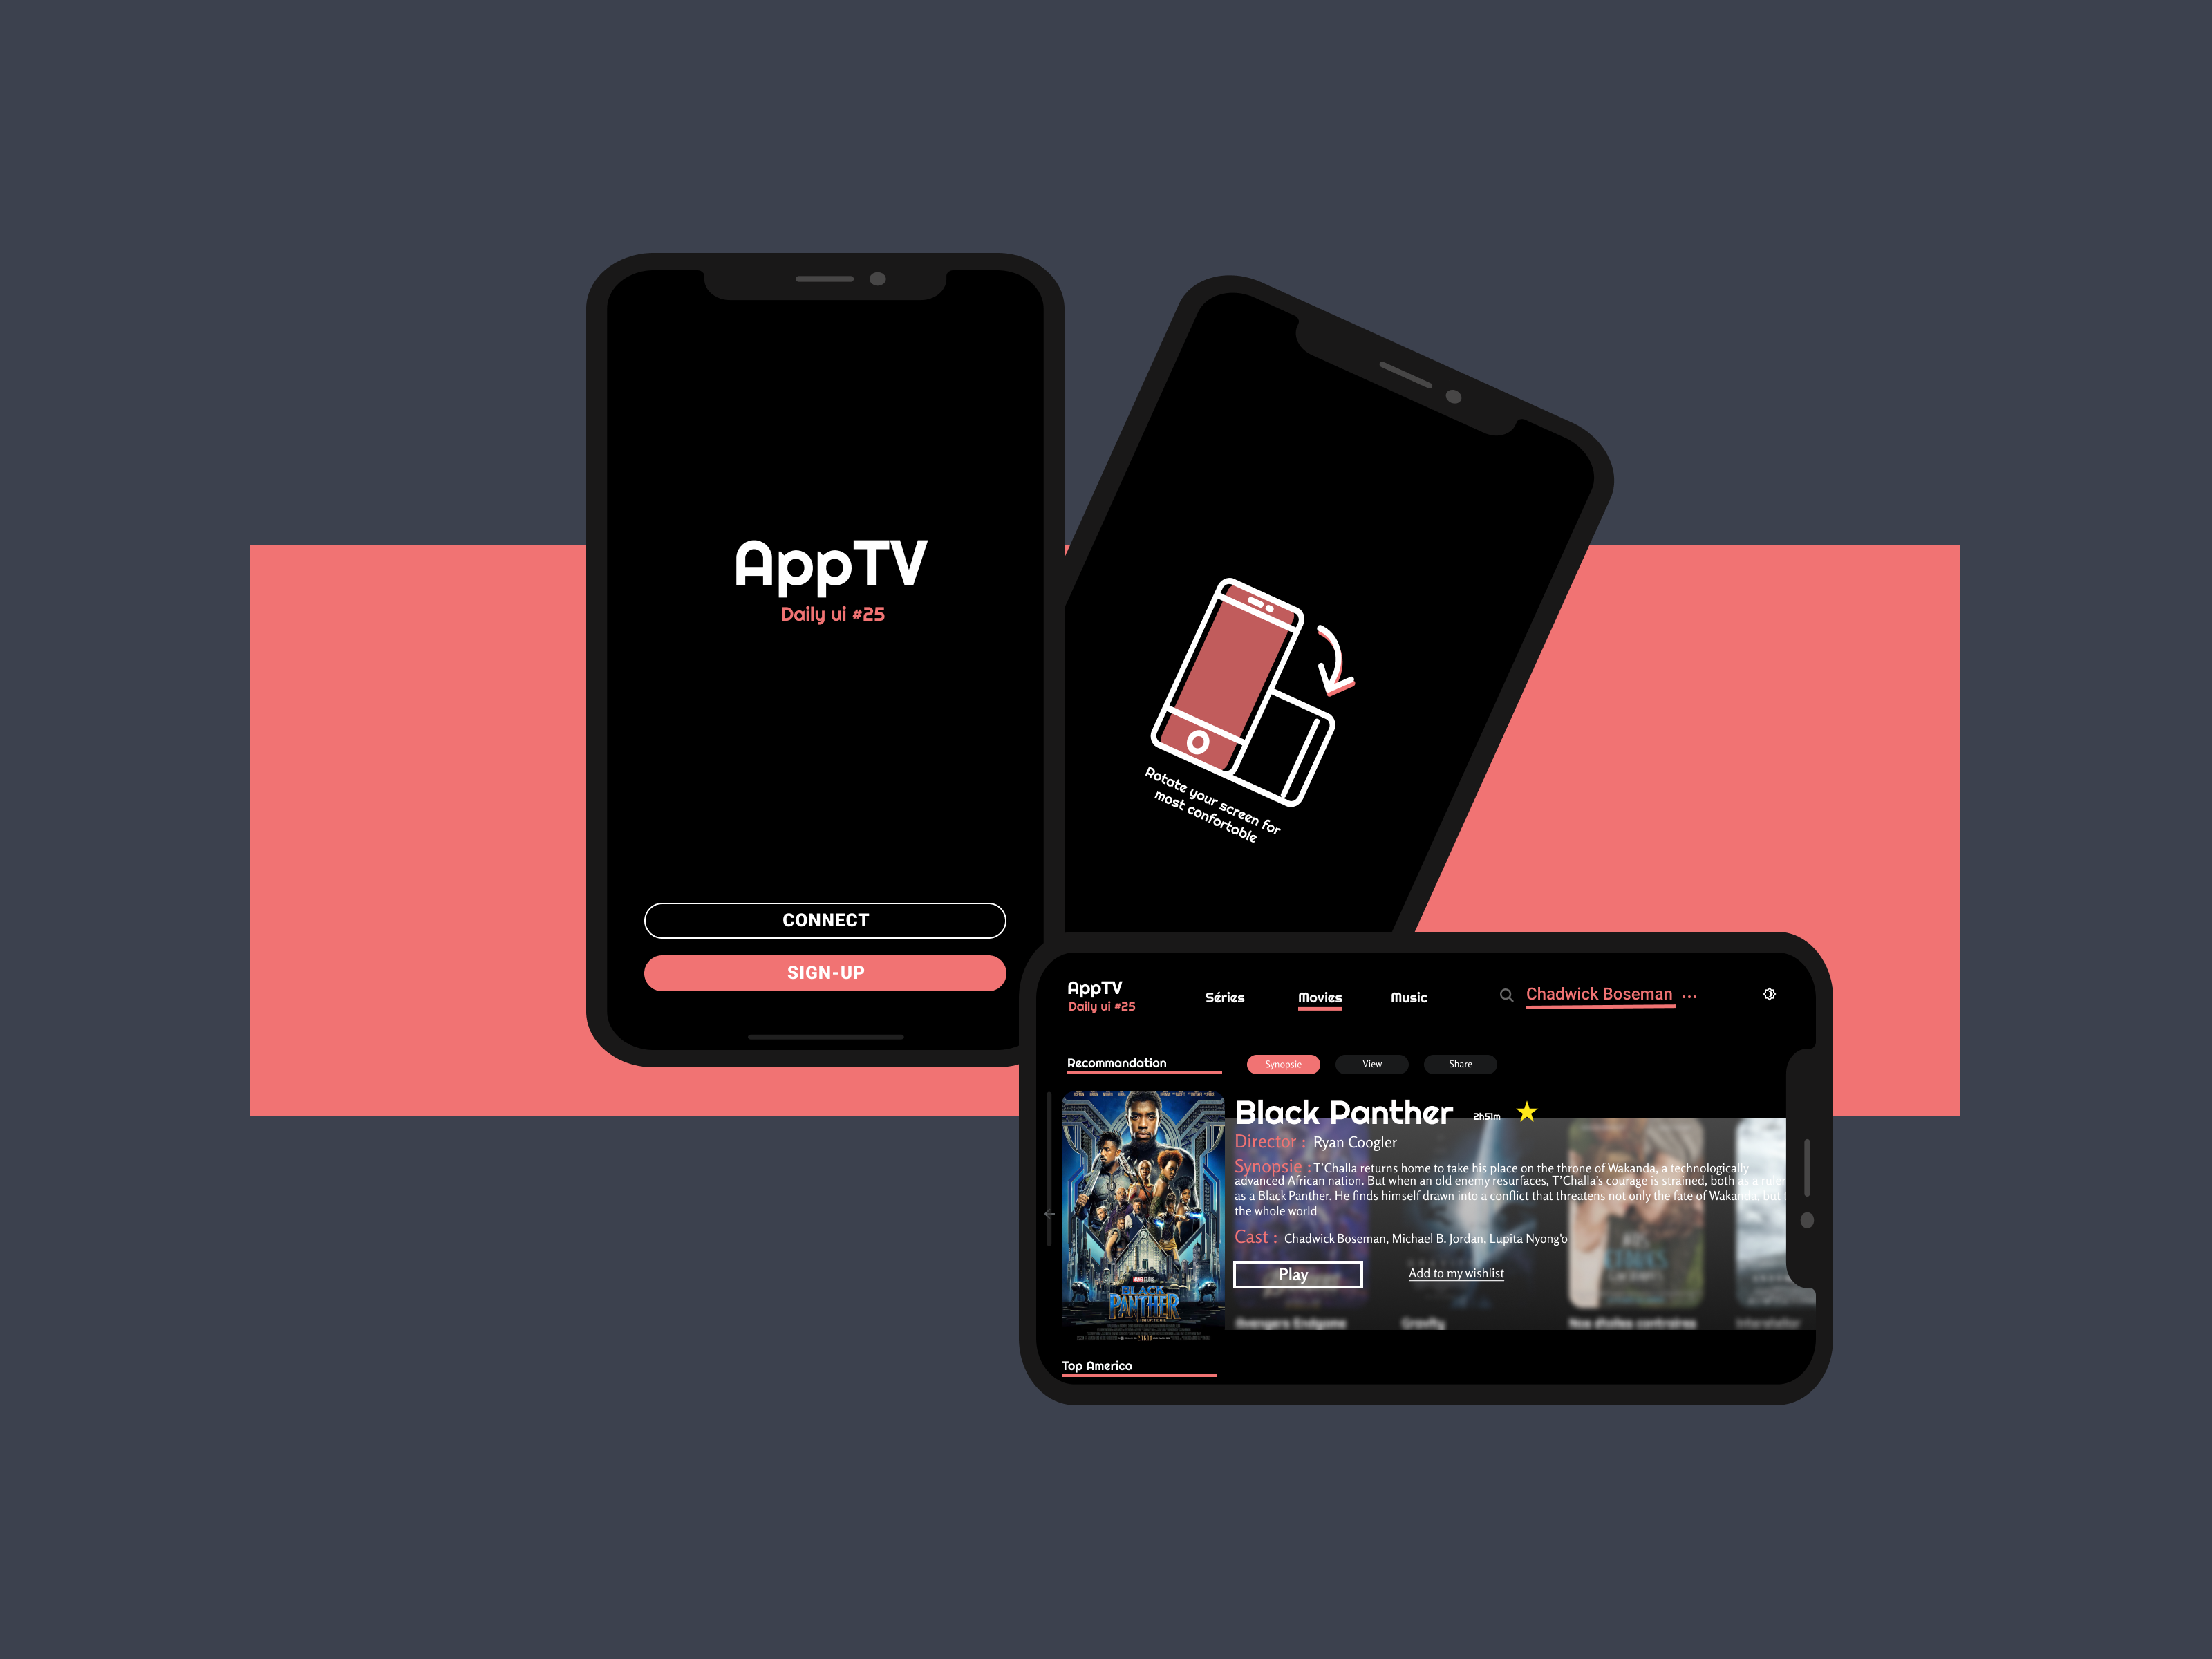 AppTV
Daily ui #25
CONNECT
SIGN-UP
Rotate your screen for
most confortable
AppTV
Daily ui #25
Séries
Movies
Music
Chadwick Boseman ...
Recommandation
Synopsie
View
Share
Black Panther
2h51m
Director : Ryan Coogler
Synopsie : T'Challa returns home to take his place on the throne of Wakanda, a technologically
advanced African nation. But when an old enemy resurfaces, T'Challa's courage is strained, both as a ruler
as a Black Panther. He finds himself drawn into a conflict that threatens not only the fate of Wakanda, but
the whole world
Cast : Chadwick Boseman, Michael B. Jordan, Lupita Nyong'o
Play
Add to my wishlist
BLACK
PANTHER
Avengers Endgame
Gravity
Nos étoiles contraires
Interstellar
Top America